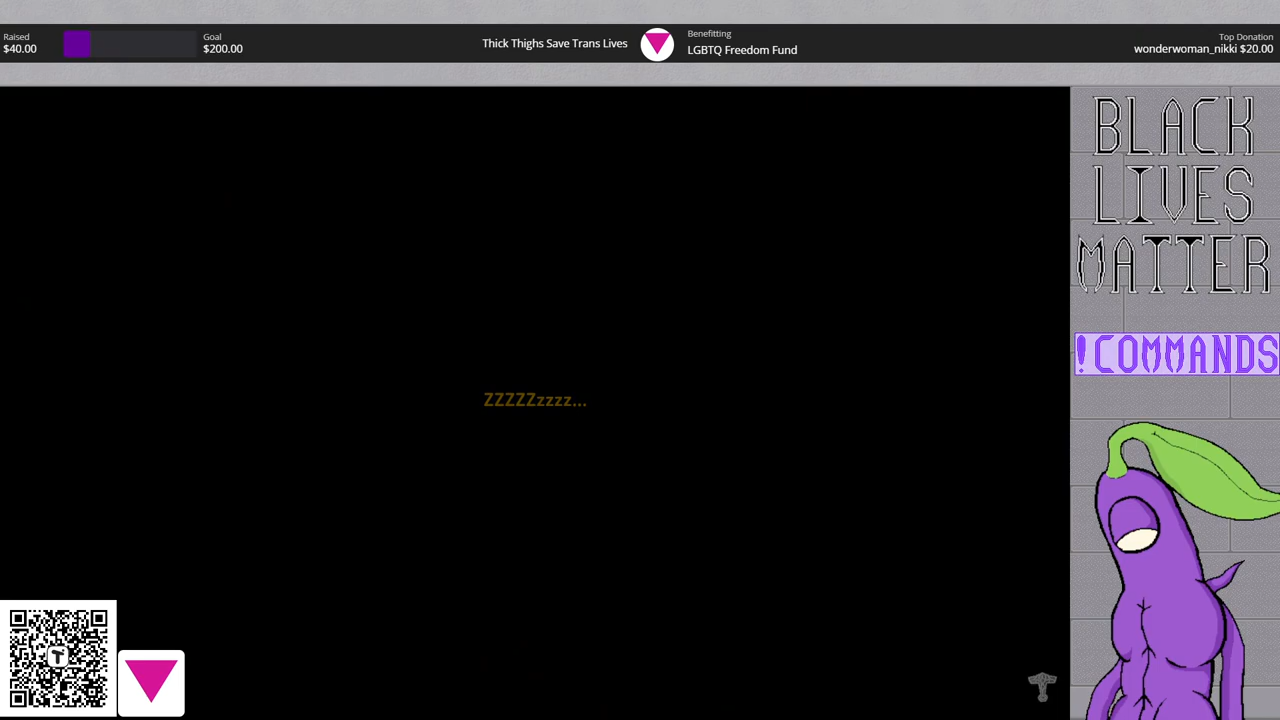 Raised
$40.00
Goal
$200.00
Thick Thighs Save Trans Lives
Benefitting
LGBTQ Freedom Fund
Top Donation
wonderwoman_nikki $20.00
BLACK
LIVES
MATTER
!COMMANDS
ZZZZZzzzz...
T